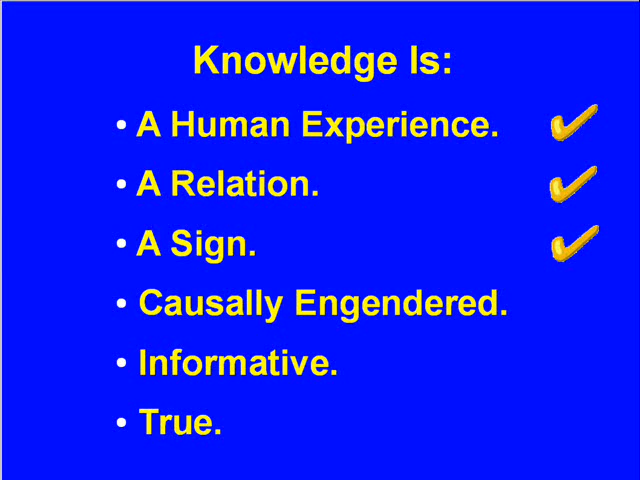 Knowledge Is:
• A Human Experience.
• A Relation.
• A Sign.
• Causally Engendered.
• Informative.
• True.